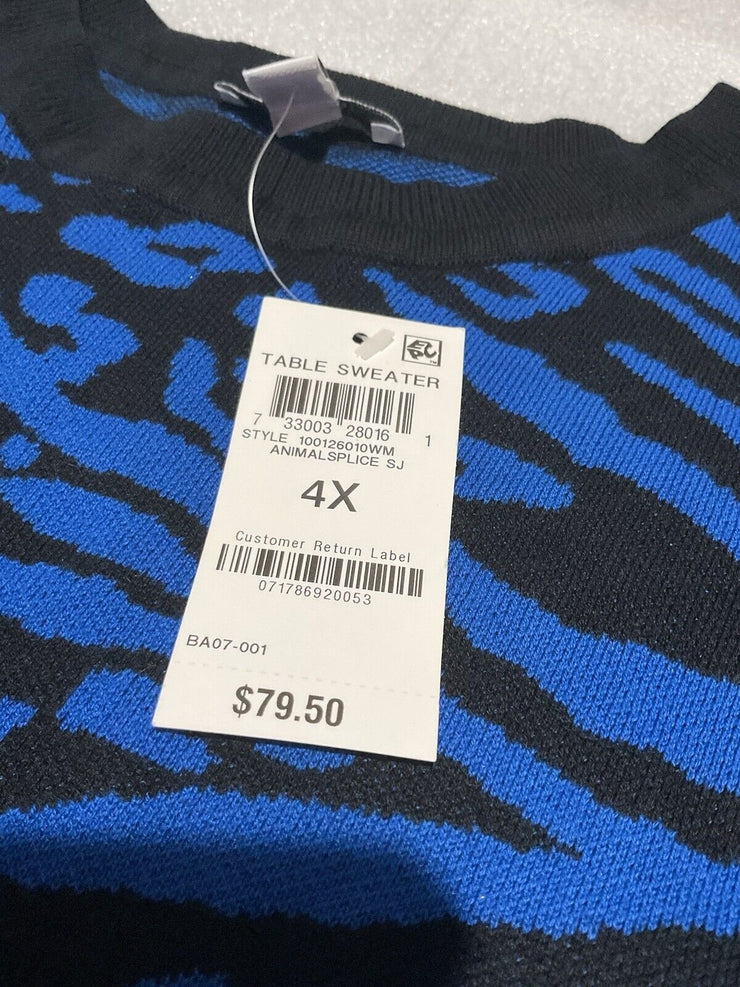 EPC
TABLE SWEATER
7 33003 28016 1
STYLE 100126010WM
ANIMALSPLICE SJ
4X
Customer Return Label
071786920053
BA07-001
$79.50